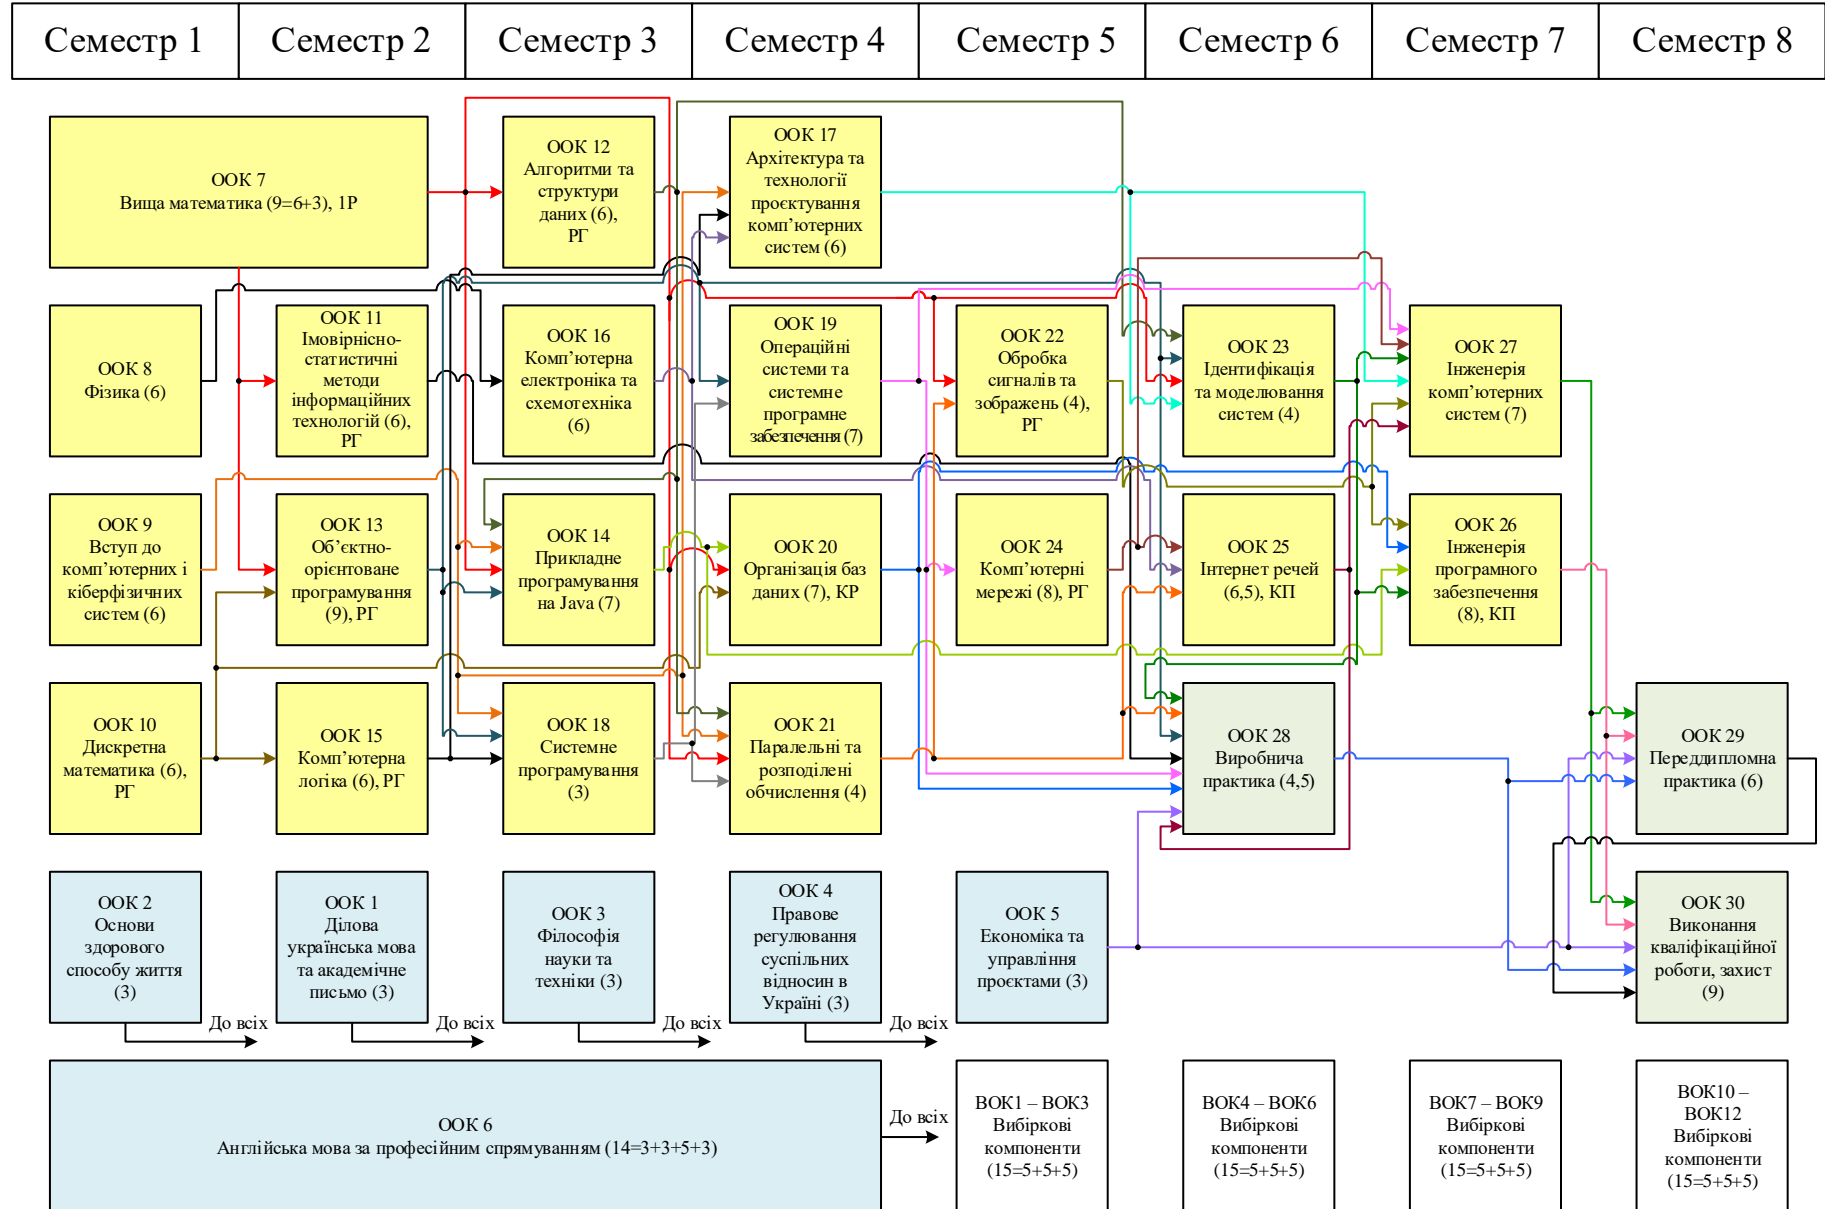 Семестр 1
Семестр 2
Семестр 3
Семестр 4
Семестр 5
Семестр 6
Семестр 7
Семестр 8
ООК 7
Вища математика (9=6+3), 1Р
ООК 12
Алгоритми та
структури
даних (6),
РГ
ООК 17
Архітектура та
технології
проєктування
комп’ютерних
систем (6)
ООК 8
Фізика (6)
ООК 11
Імовірнісно-
статистичні
методи
інформаційних
технологій (6),
РГ
ООК 16
Комп’ютерна
електроніка та
схемотехніка
(6)
ООК 19
Операційні
системи та
системне
програмне
забезпечення (7)
ООК 22
Обробка
сигналів та
зображень (4),
РГ
ООК 23
Ідентифікація
та моделювання
систем (4)
ООК 27
Інженерія
комп’ютерних
систем (7)
ООК 9
Вступ до
комп’ютерних і
кіберфізичних
систем (6)
ООК 13
Об’єктно-
орієнтоване
програмування
(9), РГ
ООК 14
Прикладне
програмування
на Java (7)
ООК 20
Організація баз
даних (7), КР
ООК 24
Комп’ютерні
мережі (8), РГ
ООК 25
Інтернет речей
(6,5), КП
ООК 26
Інженерія
програмного
забезпечення
(8), КП
ООК 10
Дискретна
математика (6),
РГ
ООК 15
Комп’ютерна
логіка (6), РГ
ООК 18
Системне
програмування
(3)
ООК 21
Паралельні та
розподілені
обчислення (4)
ООК 28
Виробнича
практика (4,5)
ООК 29
Переддипломна
практика (6)
ООК 2
Основи
здорового
способу життя
(3)
ООК 1
Ділова
українська мова
та академічне
письмо (3)
ООК 3
Філософія
науки та
техніки (3)
ООК 4
Правове
регулювання
суспільних
відносин в
Україні (3)
ООК 5
Економіка та
управління
проєктами (3)
ООК 30
Виконання
кваліфікаційної
роботи, захист
(9)
До всіх
До всіх
До всіх
До всіх
ООК 6
Англійська мова за професійним спрямуванням (14=3+3+5+3)
До всіх
ВОК1 – ВОК3
Вибіркові
компоненти
(15=5+5+5)
ВОК4 – ВОК6
Вибіркові
компоненти
(15=5+5+5)
ВОК7 – ВОК9
Вибіркові
компоненти
(15=5+5+5)
ВОК10 –
ВОК12
Вибіркові
компоненти
(15=5+5+5)